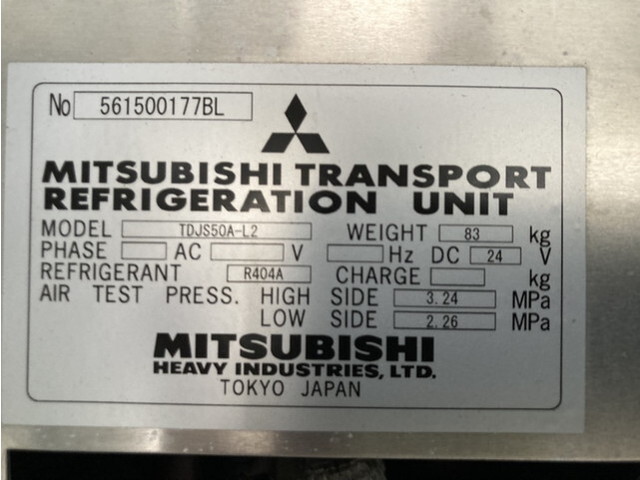 No 561500177BL
MITSUBISHI TRANSPORT
REFRIGERATION UNIT
MODEL TDJS50A-L2 WEIGHT 83 kg
PHASE AC V Hz DC 24 V
REFRIGERANT R404A CHARGE kg
AIR TEST PRESS. HIGH SIDE 3.24 MPa
LOW SIDE 2.26 MPa
MITSUBISHI
HEAVY INDUSTRIES, LTD.
TOKYO JAPAN